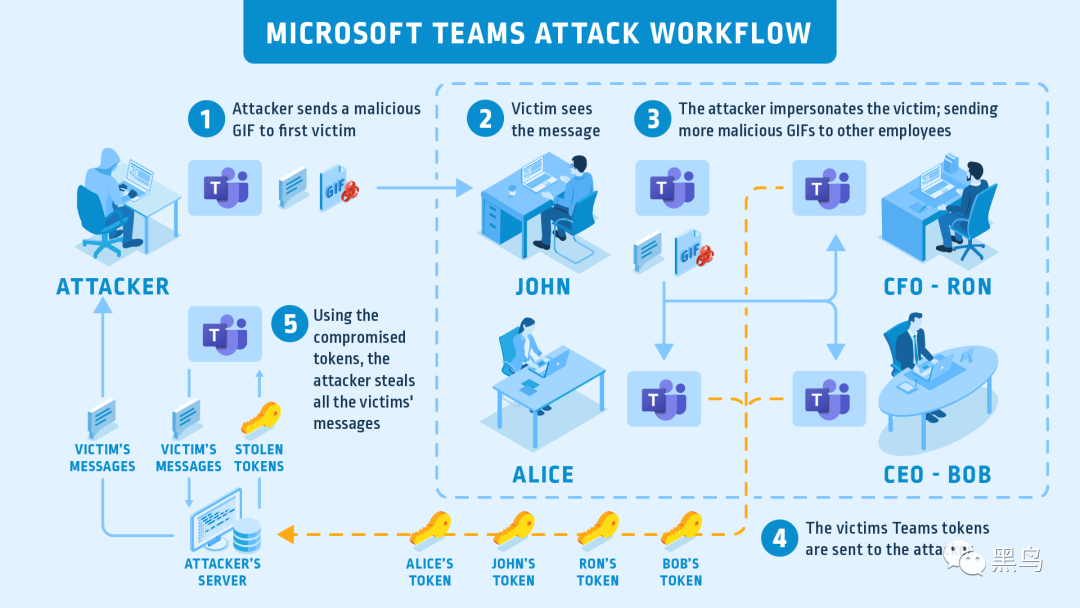 MICROSOFT TEAMS ATTACK WORKFLOW
1
Attacker sends a malicious
GIF to first victim
2
Victim sees
the message
3
The attacker impersonates the victim; sending
more malicious GIFs to other employees
T
GIF
T
T
GIF
ATTACKER
JOHN
CFO - RON
T
5
Using the
compromised
tokens, the
attacker steals
all the victims'
messages
T
T
VICTIM'S
MESSAGES
VICTIM'S
MESSAGES
STOLEN
TOKENS
ALICE
CEO - BOB
ATTACKER'S
SERVER
ALICE'S
TOKEN
JOHN'S
TOKEN
RON'S
TOKEN
BOB'S
TOKEN
4
The victims Teams tokens
are sent to the
黑鸟